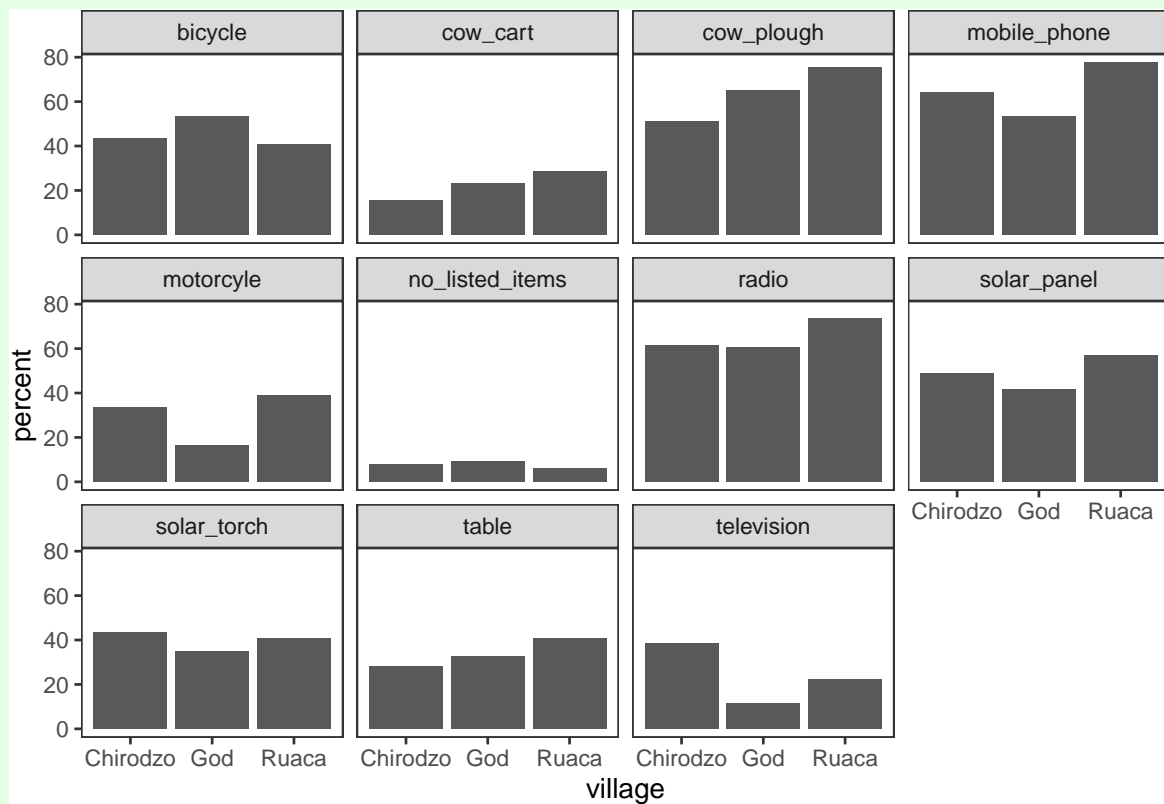 bicycle cow_cart cow_plough mobile_phone
80
60
40
20
0
motorcyle no_listed_items radio solar_panel
80
60
40
20
0
percent
Chirodzo God Ruaca
solar_torch table television
80
60
40
20
0
Chirodzo God Ruaca Chirodzo God Ruaca Chirodzo God Ruaca
village